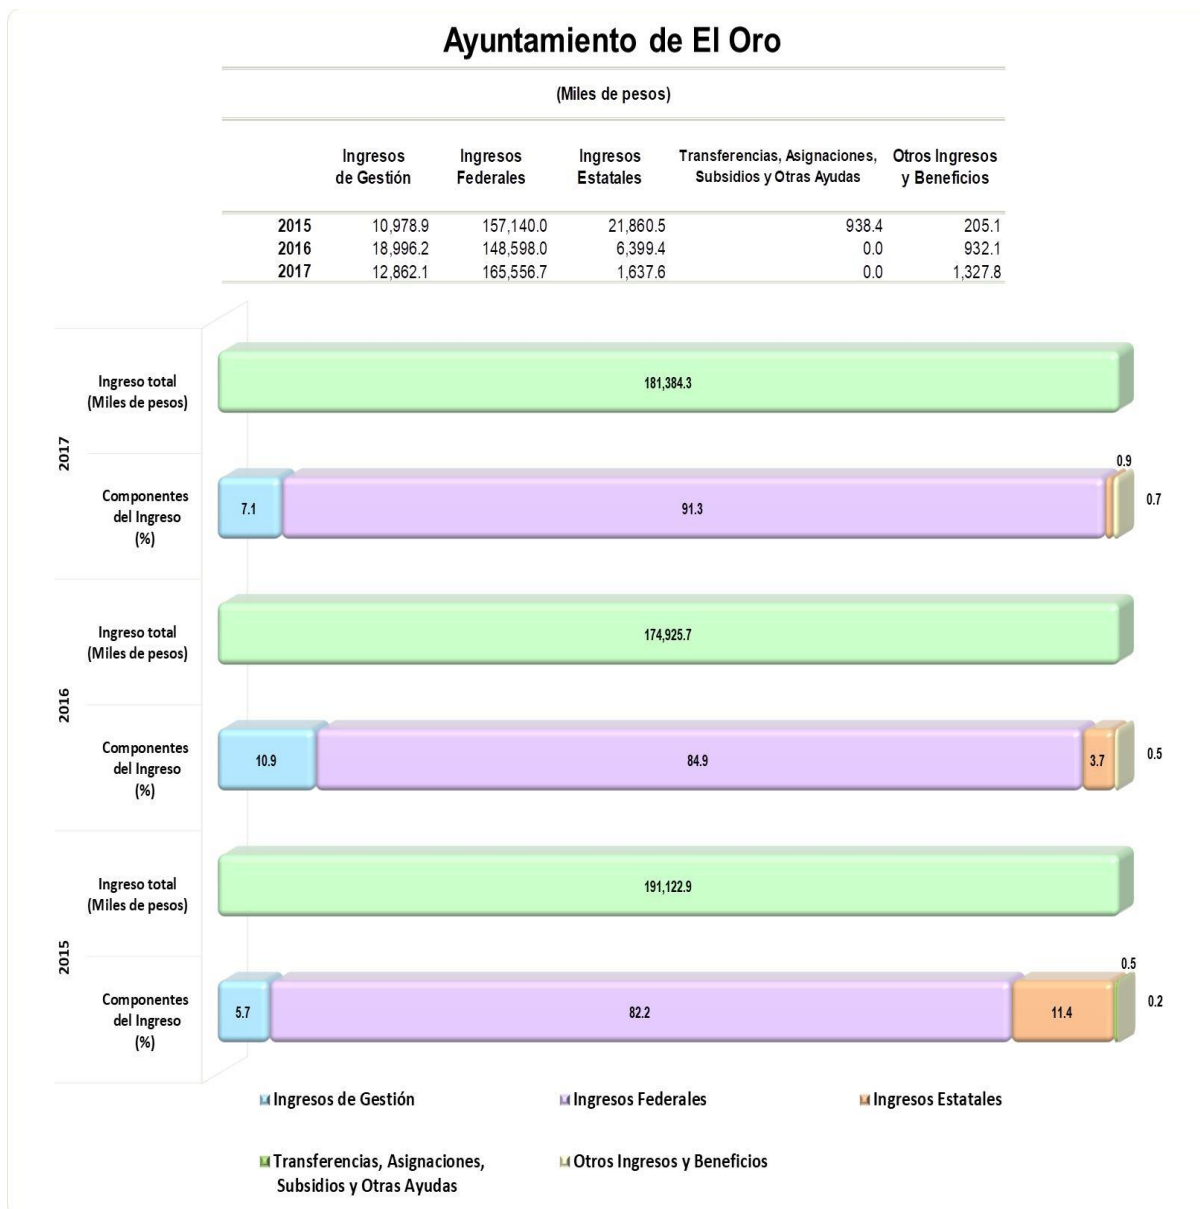 Ayuntamiento de El Oro
(Miles de pesos)
Ingresos de Gestión
Ingresos Federales
Ingresos Estatales
Transferencias, Asignaciones, Subsidios y Otras Ayudas
Otros Ingresos y Beneficios
2015 10,978.9 157,140.0 21,860.5 938.4 205.1
2016 18,996.2 148,598.0 6,399.4 0.0 932.1
2017 12,862.1 165,556.7 1,637.6 0.0 1,327.8
2017
Ingreso total
(Miles de pesos)
181,384.3
Componentes
del Ingreso
(%)
7.1 91.3 0.9 0.7
2016
Ingreso total
(Miles de pesos)
174,925.7
Componentes
del Ingreso
(%)
10.9 84.9 3.7 0.5
2015
Ingreso total
(Miles de pesos)
191,122.9
Componentes
del Ingreso
(%)
5.7 82.2 11.4 0.5 0.2
Ingresos de Gestión
Ingresos Federales
Ingresos Estatales
Transferencias, Asignaciones,
Subsidios y Otras Ayudas
Otros Ingresos y Beneficios